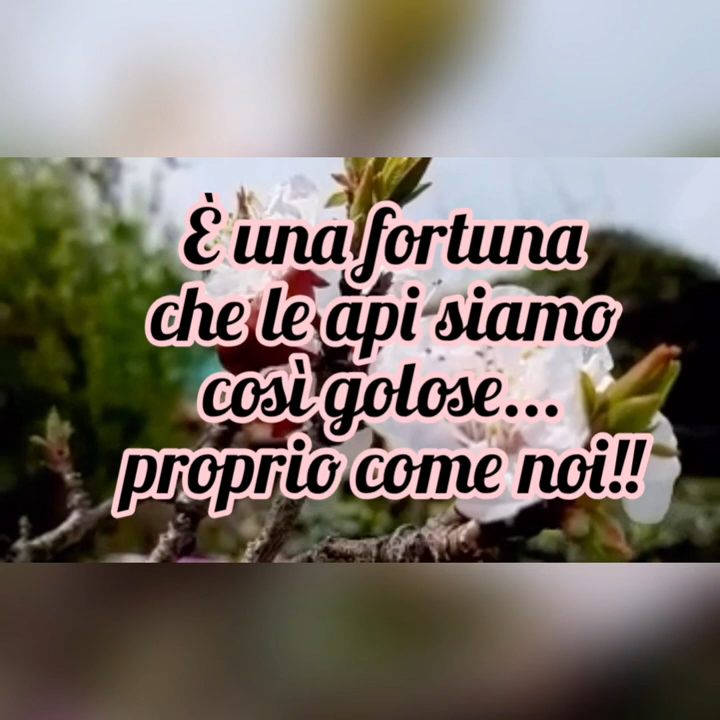 È una fortuna
che le api siamo
così golose...
proprio come noi!!